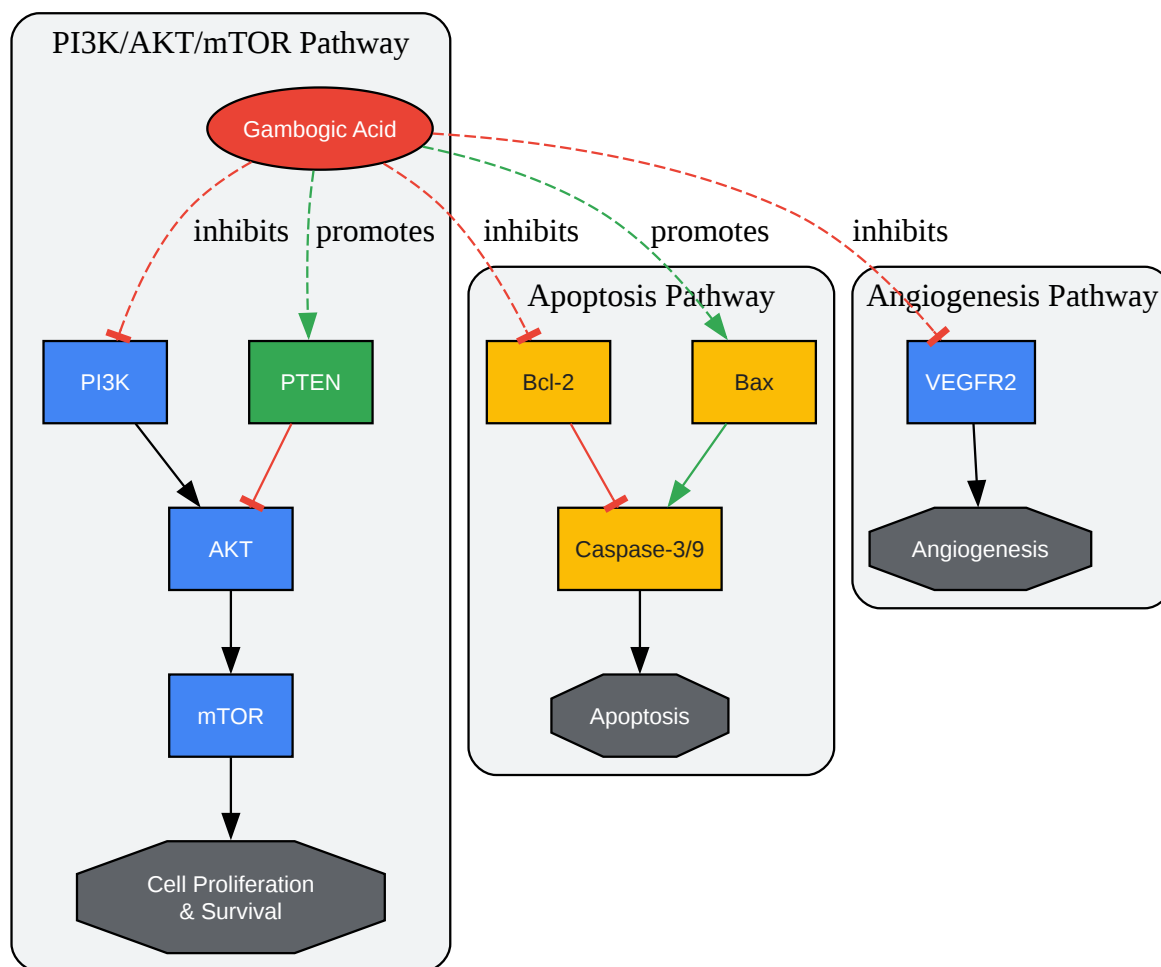 PI3K/AKT/mTOR Pathway
Gambogic Acid
inhibits
promotes
inhibits
promotes
inhibits
Apoptosis Pathway
Angiogenesis Pathway
PI3K
PTEN
Bcl-2
Bax
VEGFR2
AKT
Caspase-3/9
Angiogenesis
mTOR
Apoptosis
Cell Proliferation
& Survival